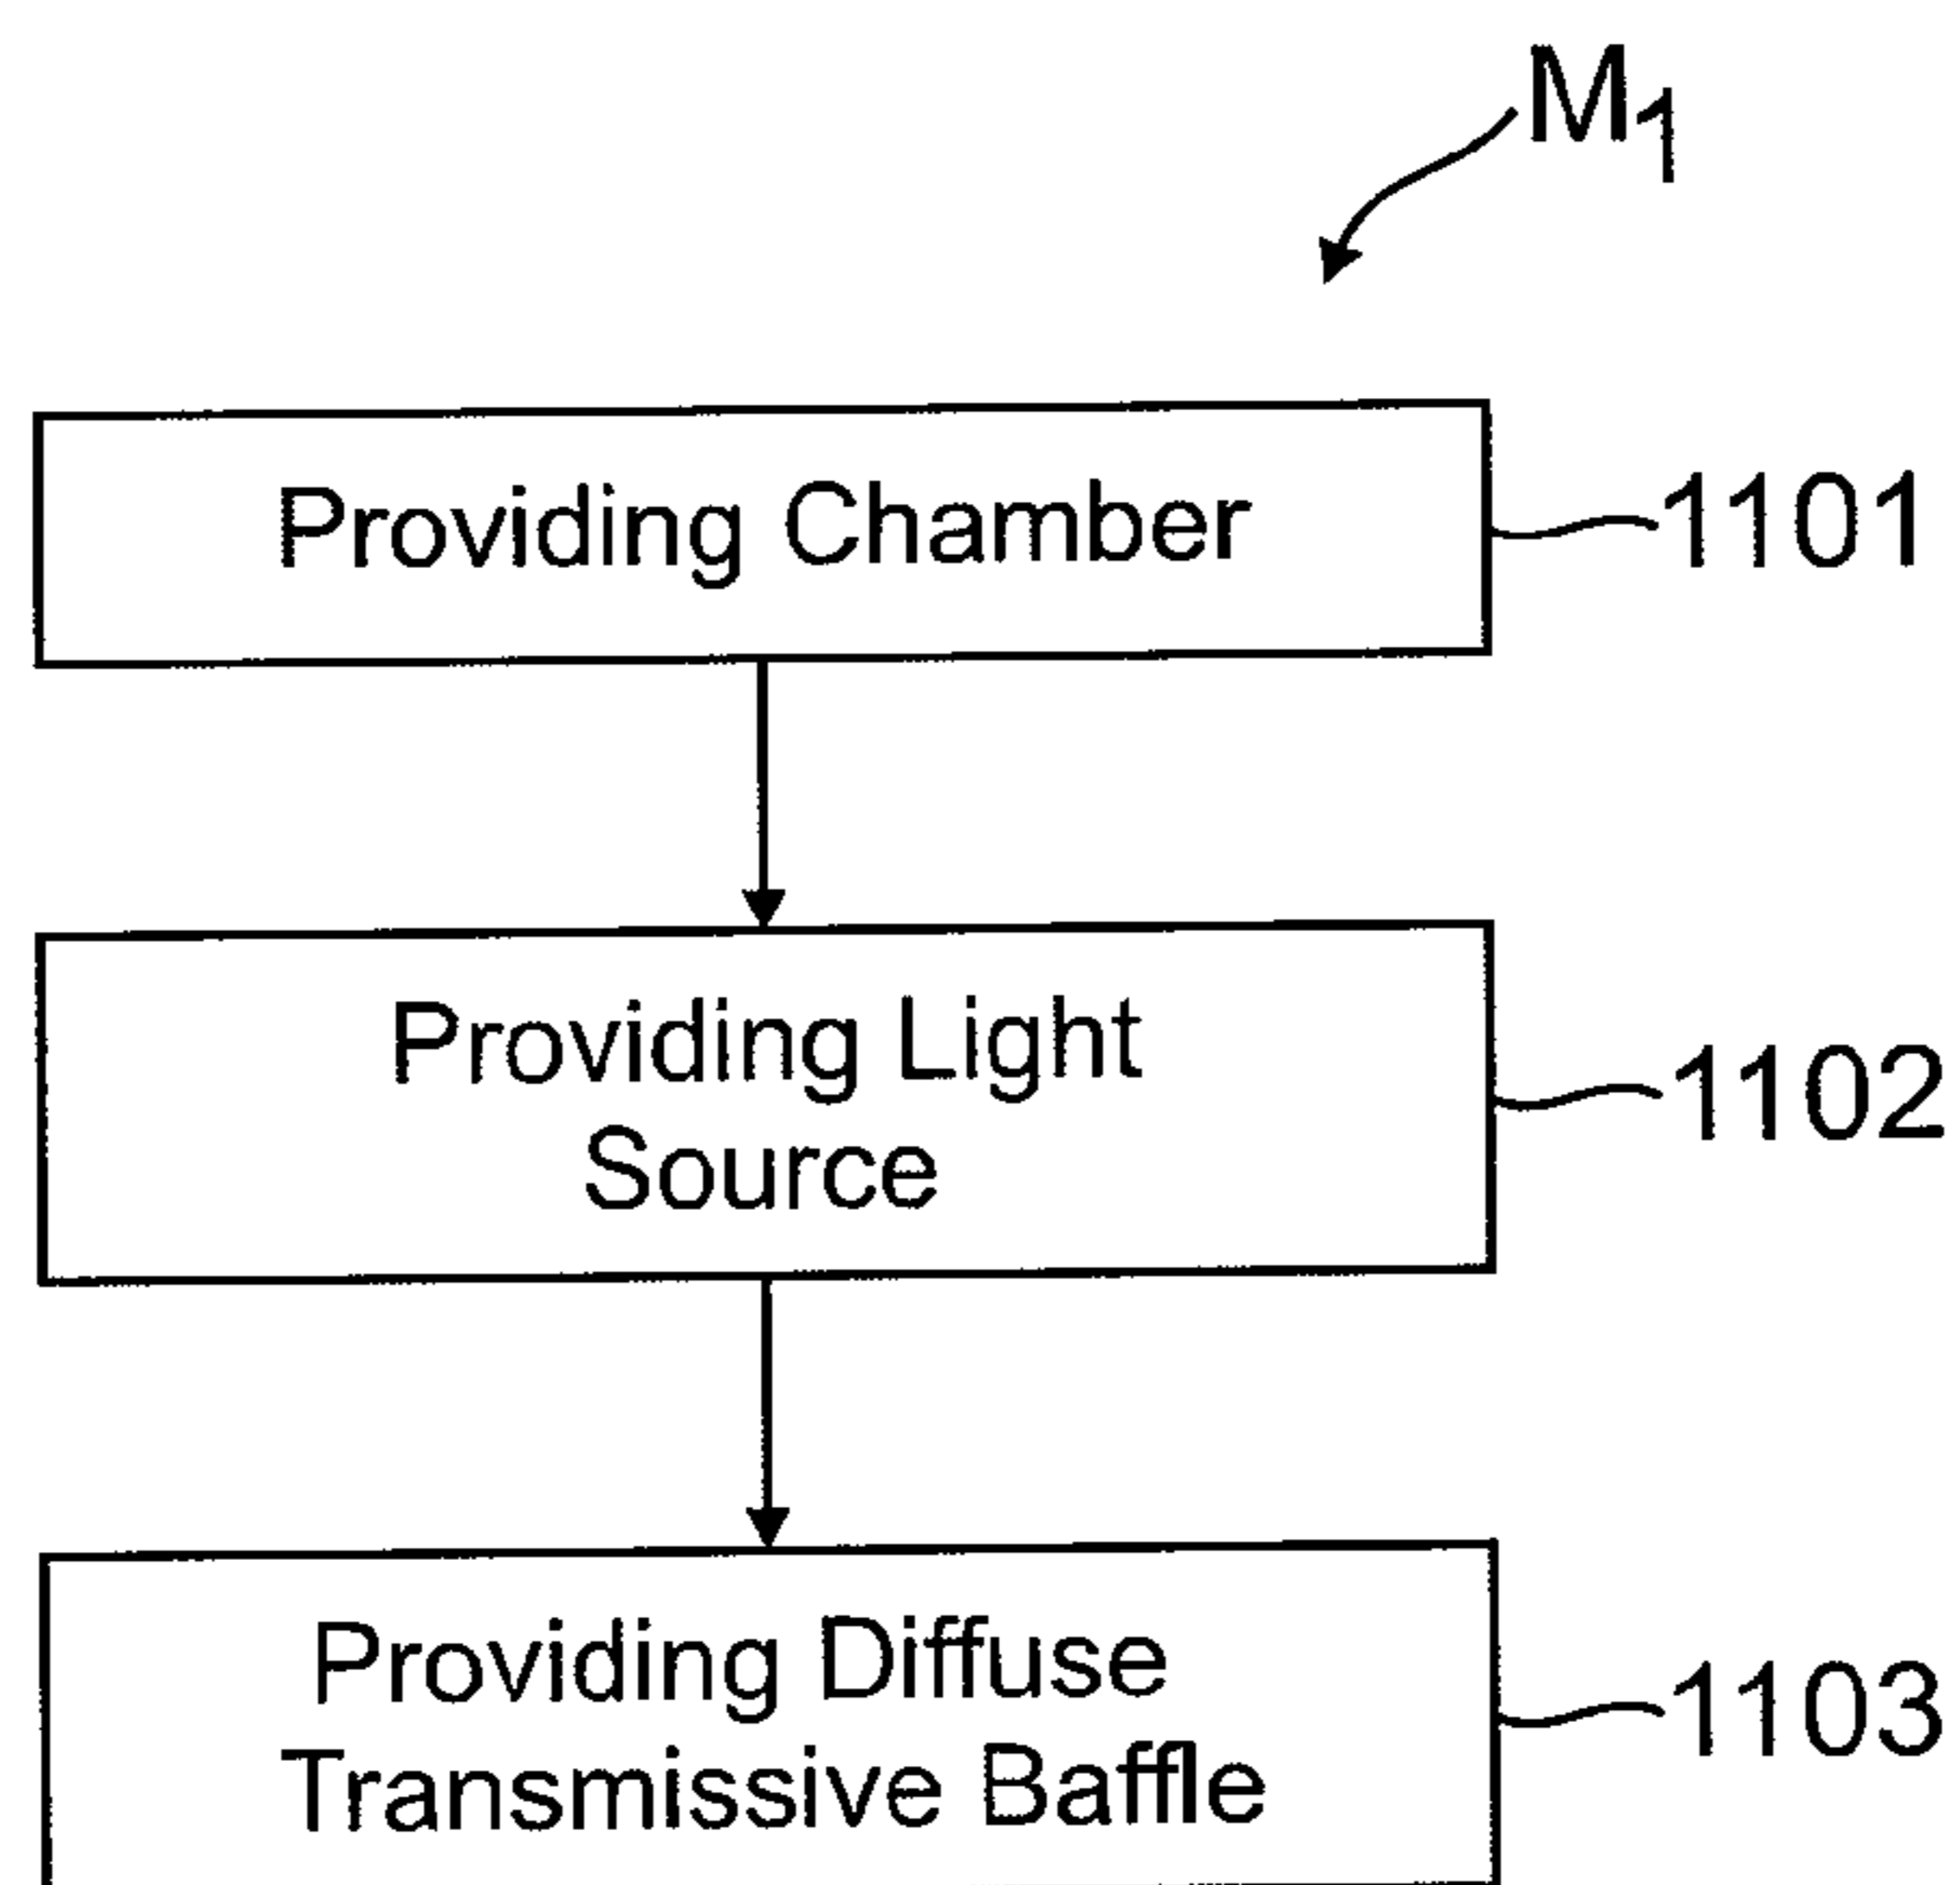 M1
Providing Chamber
1101
Providing Light
Source
1102
Providing Diffuse
Transmissive Baffle
1103